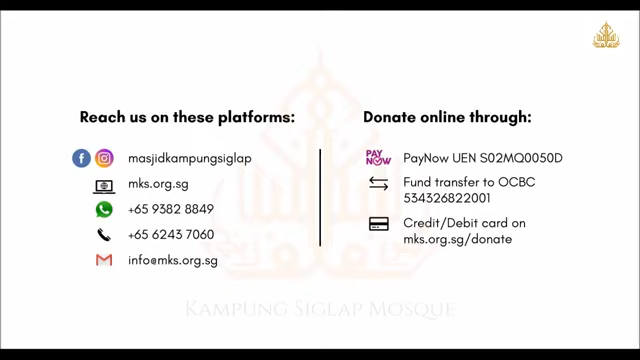 Reach us on these platforms:
masjidkampungsiglap
mks.org.sg
+65 9382 8849
+65 6243 7060
info@mks.org.sg
Donate online through:
PAY NOW
PayNow UEN S02MQ0050D
Fund transfer to OCBC
534326822001
Credit/Debit card on
mks.org.sg/donate
KAMPUNG SIGLAP MOSQUE